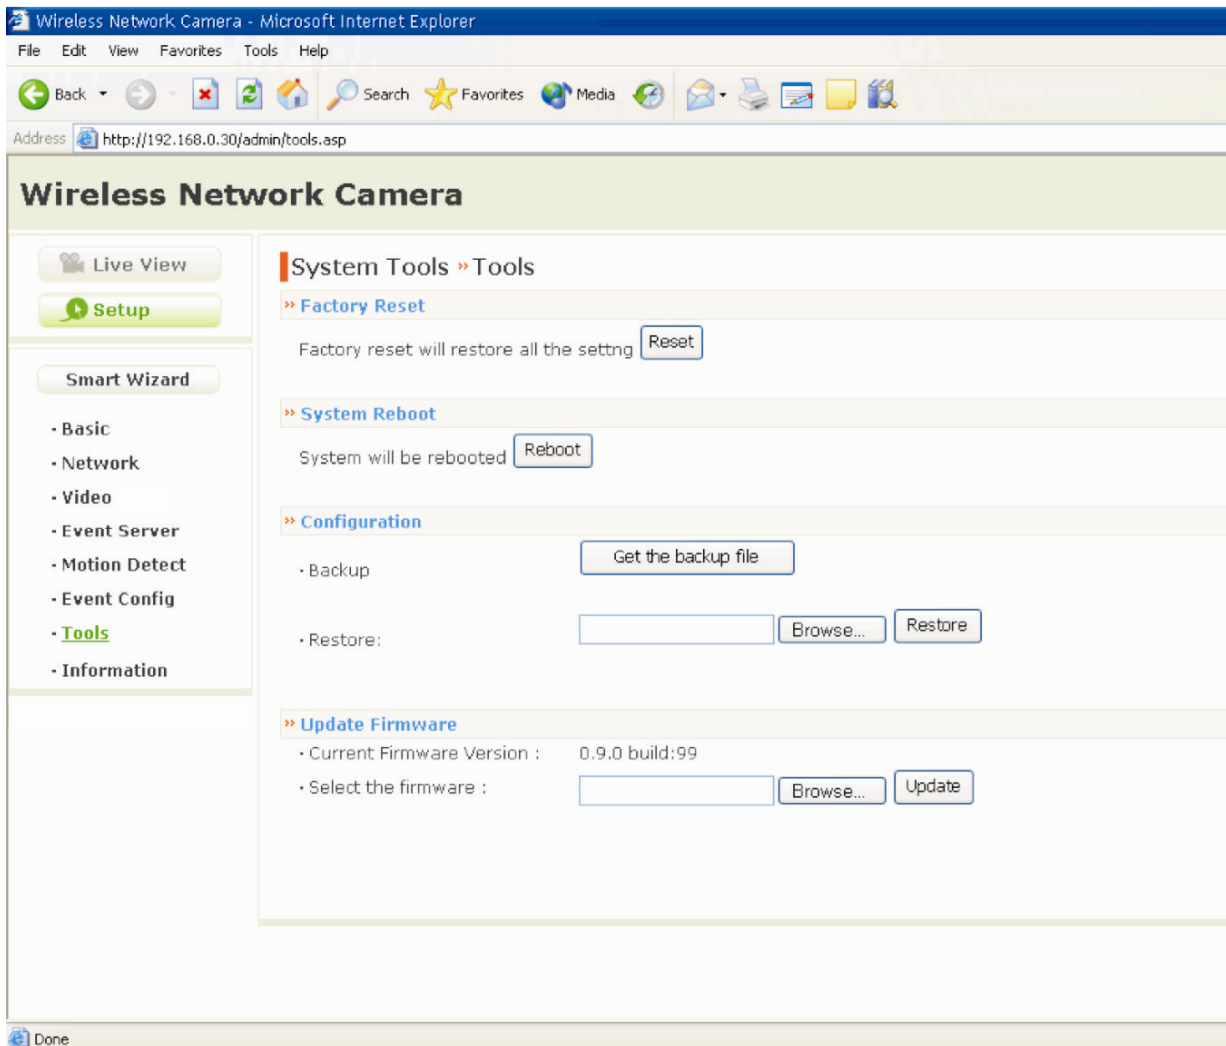 Wireless Network Camera - Microsoft Internet Explorer
File Edit View Favorites Tools Help
Back Search Favorites Media
Address http://192.168.0.30/admin/tools.asp
Wireless Network Camera
Live View
Setup
Smart Wizard
· Basic
· Network
· Video
· Event Server
· Motion Detect
· Event Config
· Tools
· Information
System Tools » Tools
» Factory Reset
Factory reset will restore all the settng Reset
» System Reboot
System will be rebooted Reboot
» Configuration
· Backup Get the backup file
· Restore: Browse... Restore
» Update Firmware
· Current Firmware Version : 0.9.0 build:99
· Select the firmware : Browse... Update
Done